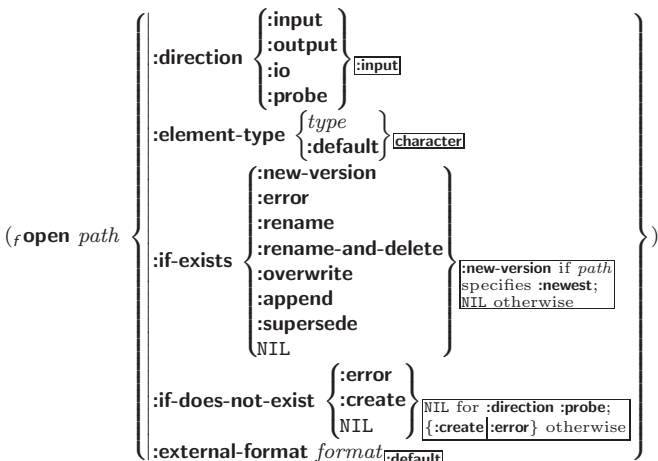 :direction {:input
:output
:io
:probe} :input
:element-type {type
:default} character
(f open path
:if-exists {:new-version
:error
:rename
:rename-and-delete
:overwrite
:append
:supersede
NIL}
:new-version if path
specifies :newest;
NIL otherwise
)
:if-does-not-exist {:error
:create
NIL}
NIL for :direction :probe;
{:create|:error} otherwise
:external-format format :default